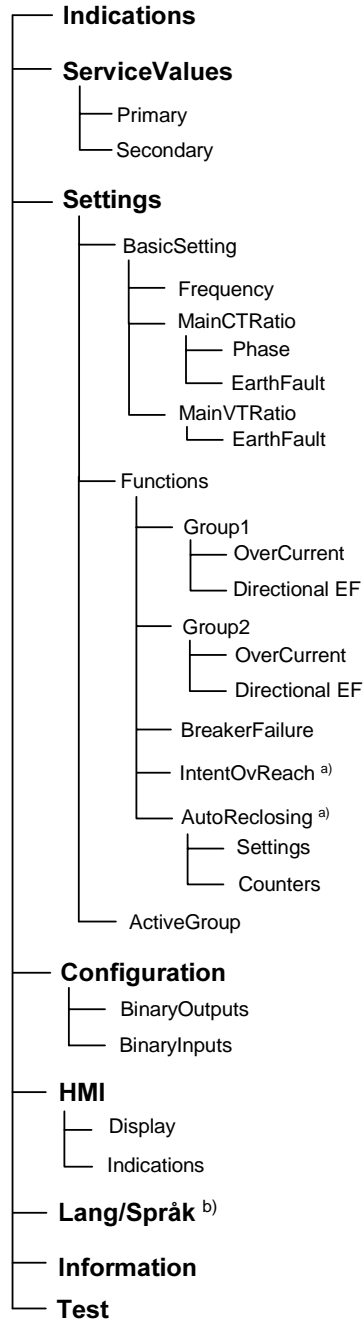 Indications
ServiceValues
Primary
Secondary
Settings
BasicSetting
Frequency
MainCTRatio
Phase
EarthFault
MainVTRatio
EarthFault
Functions
Group1
OverCurrent
Directional EF
Group2
OverCurrent
Directional EF
BreakerFailure
IntentOvReach a)
AutoReclosing a)
Settings
Counters
ActiveGroup
Configuration
BinaryOutputs
BinaryInputs
HMI
Display
Indications
Lang/Språk b)
Information
Test